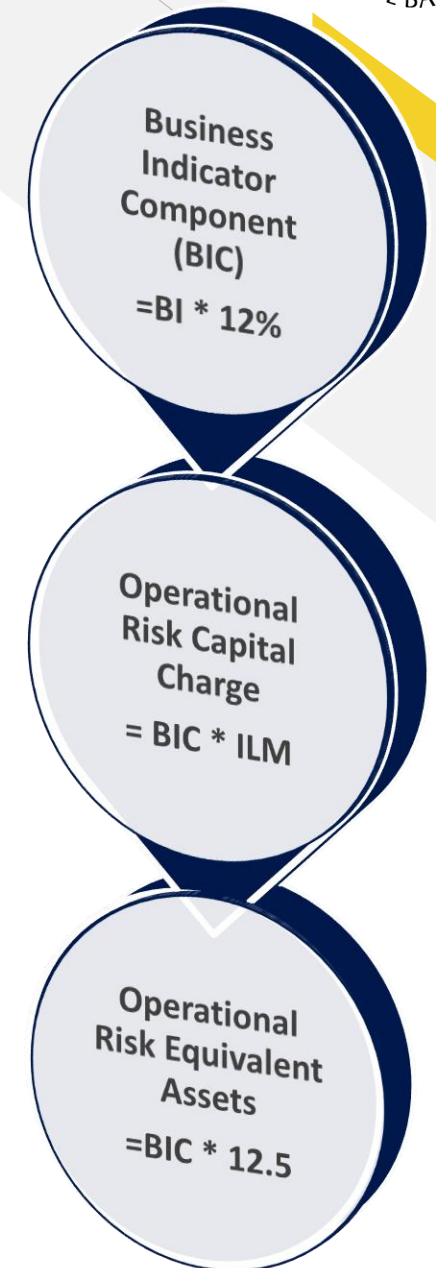 Business
Indicator
Component
(BIC)
=BI * 12%
Operational
Risk Capital
Charge
= BIC * ILM
Operational
Risk Equivalent
Assets
=BIC * 12.5